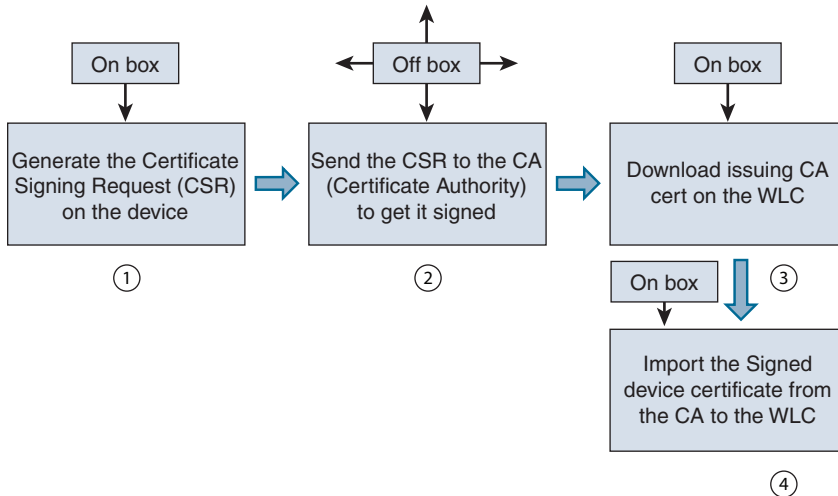 On box
Generate the Certificate
Signing Request (CSR)
on the device
1
Off box
Send the CSR to the CA
(Certificate Authority)
to get it signed
2
On box
Download issuing CA
cert on the WLC
3
On box
Import the Signed
device certificate from
the CA to the WLC
4